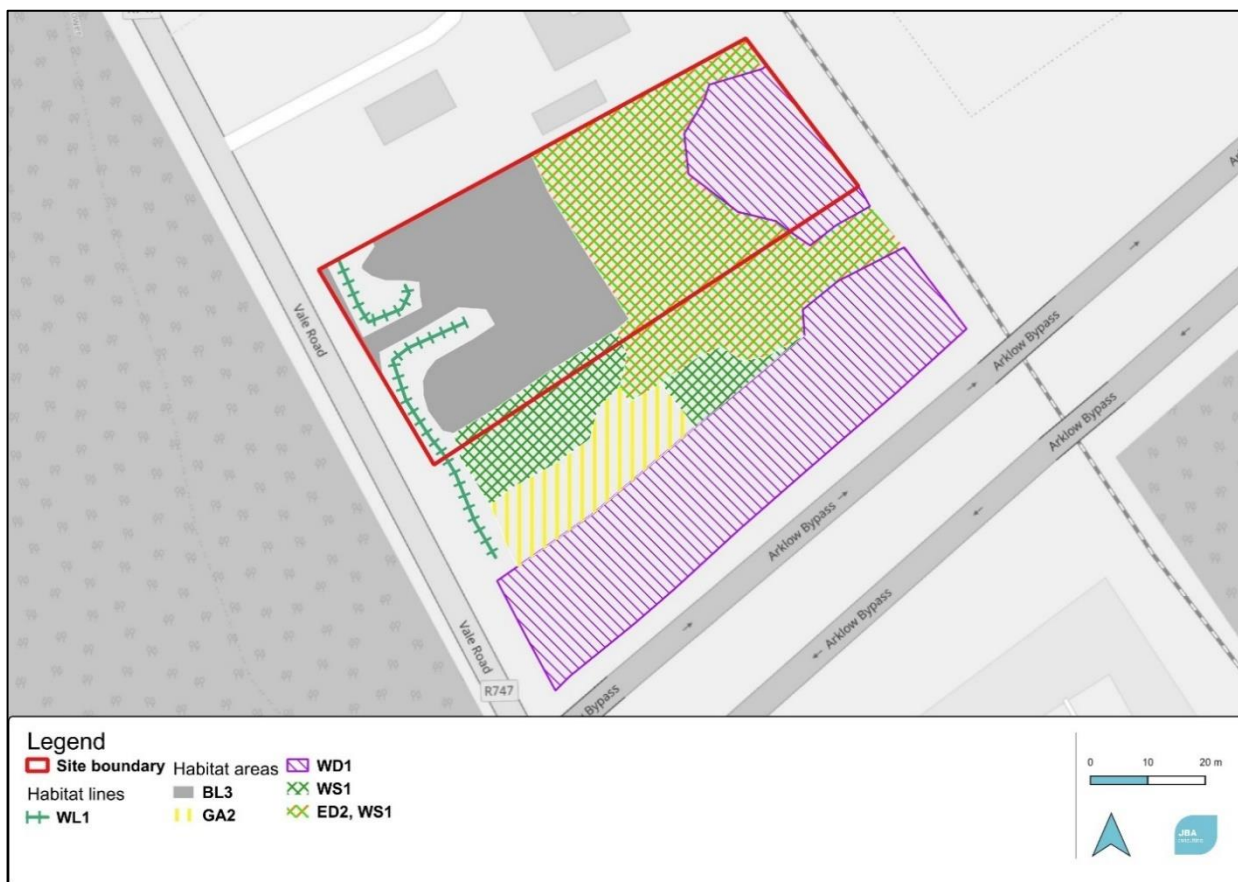 Vale Road
Arklow Bypass
Arklow Bypass
Arklow Bypass
Arklow Bypass
Vale Road
R747
Bypass
Legend
Site boundary
Habitat lines
WL1
Habitat areas
BL3
GA2
WD1
WS1
ED2, WS1
0 10 20 m
JBA